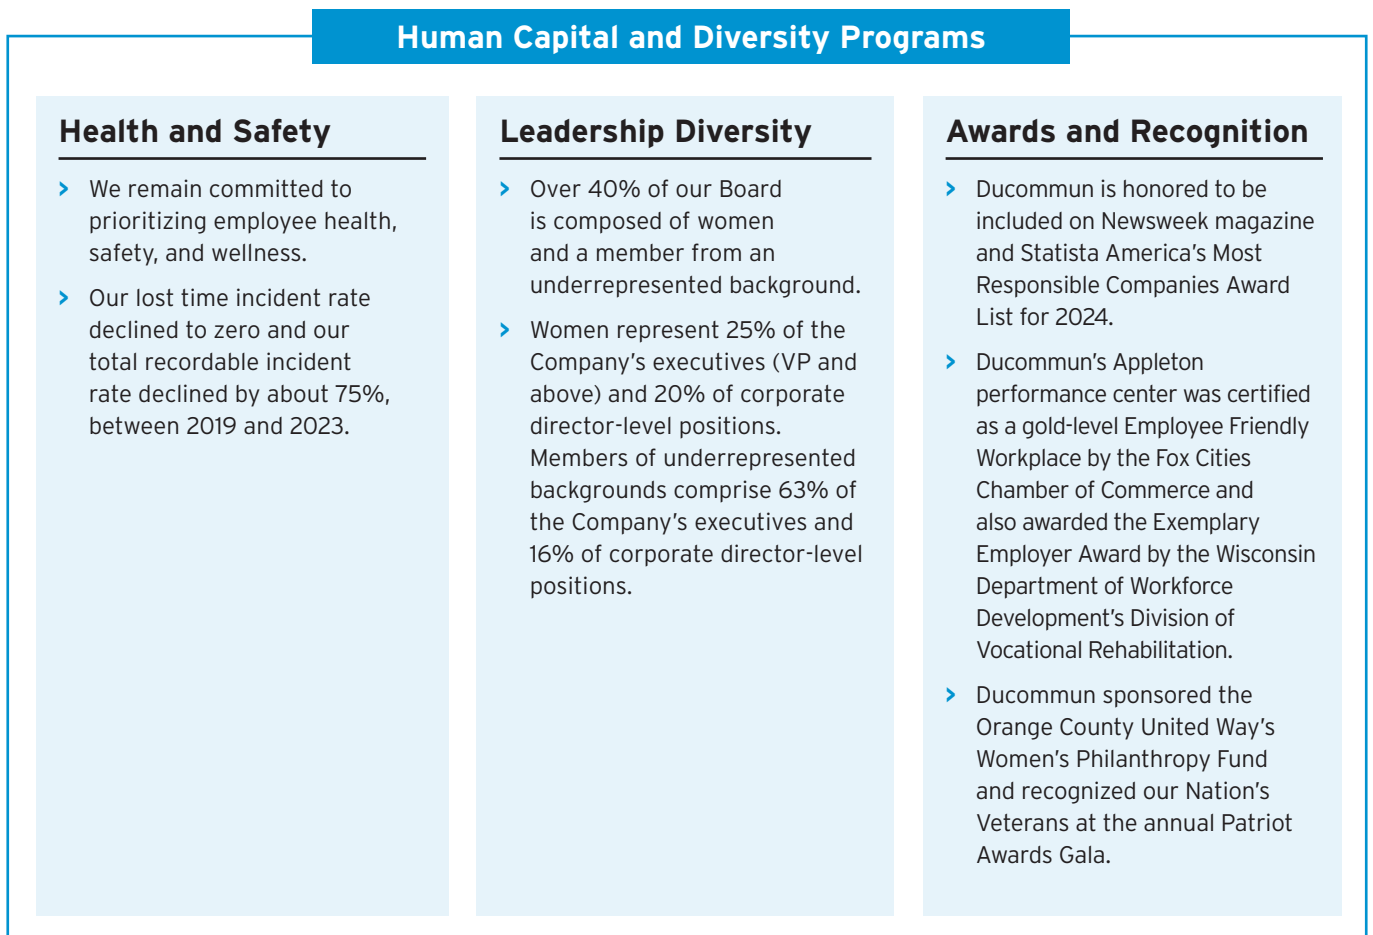 Human Capital and Diversity Programs
Health and Safety
> We remain committed to
prioritizing employee health,
safety, and wellness.
> Our lost time incident rate
declined to zero and our
total recordable incident
rate declined by about 75%,
between 2019 and 2023.
Leadership Diversity
> Over 40% of our Board
is composed of women
and a member from an
underrepresented background.
> Women represent 25% of the
Company’s executives (VP and
above) and 20% of corporate
director-level positions.
Members of underrepresented
backgrounds comprise 63% of
the Company’s executives and
16% of corporate director-level
positions.
Awards and Recognition
> Ducommun is honored to be
included on Newsweek magazine
and Statista America’s Most
Responsible Companies Award
List for 2024.
> Ducommun’s Appleton
performance center was certified
as a gold-level Employee Friendly
Workplace by the Fox Cities
Chamber of Commerce and
also awarded the Exemplary
Employer Award by the Wisconsin
Department of Workforce
Development’s Division of
Vocational Rehabilitation.
> Ducommun sponsored the
Orange County United Way’s
Women’s Philanthropy Fund
and recognized our Nation’s
Veterans at the annual Patriot
Awards Gala.